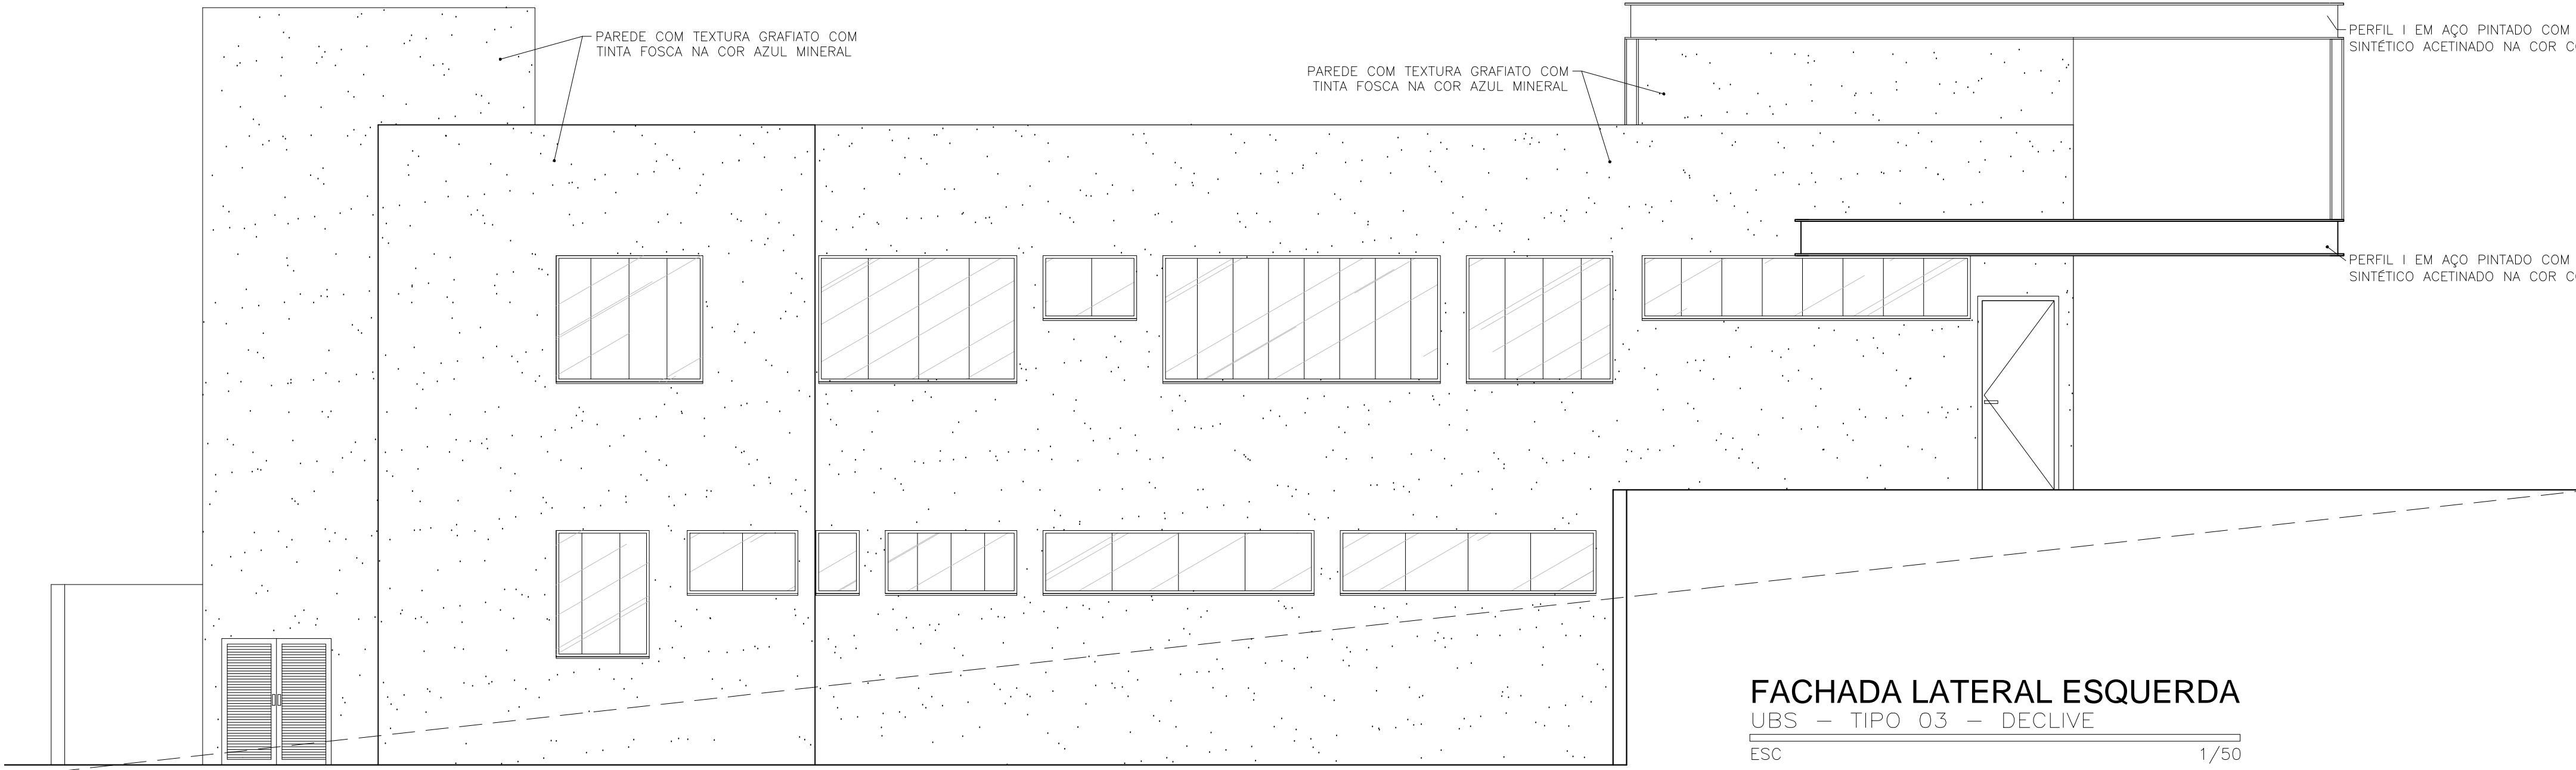 PAREDE COM TEXTURA GRAFIATO COM
TINTA FOSCA NA COR AZUL MINERAL
PAREDE COM TEXTURA GRAFIATO COM
TINTA FOSCA NA COR AZUL MINERAL
PERFIL I EM AÇO PINTADO COM
SINTÉTICO ACETINADO NA COR
PERFIL I EM AÇO PINTADO COM
SINTÉTICO ACETINADO NA COR
FACHADA LATERAL ESQUERDA
UBS - TIPO 03 - DECLIVE
ESC 1/50